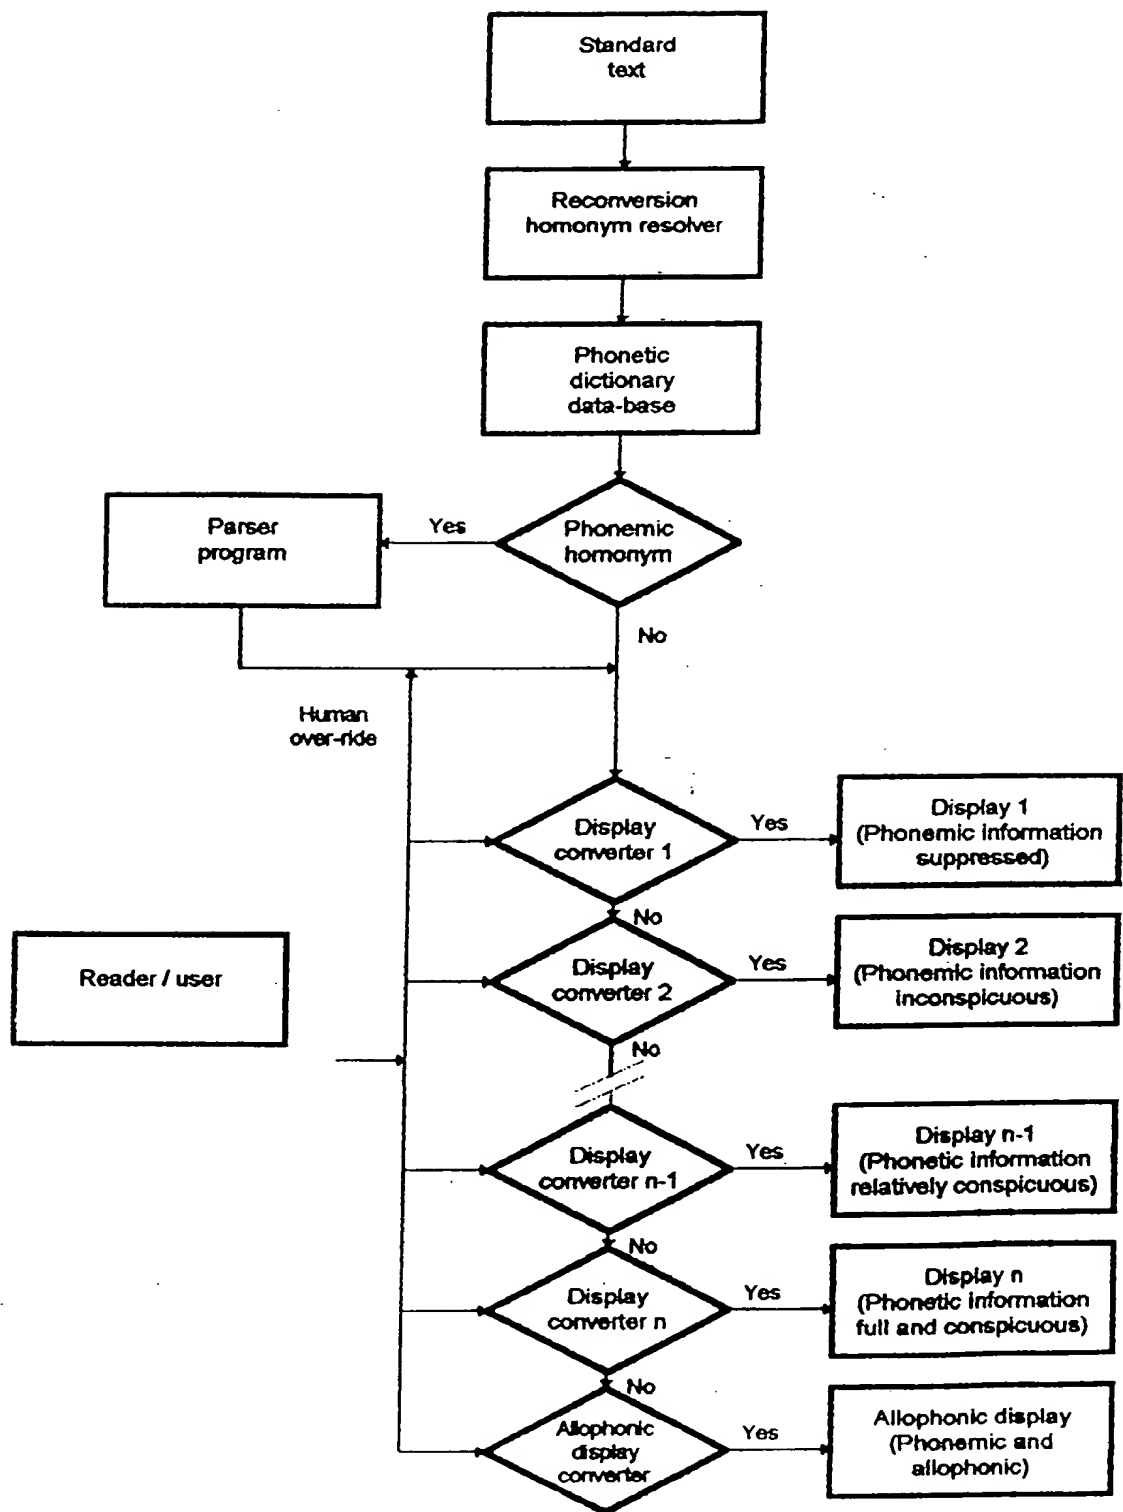 Standard
text
Reconversion
homonym resolver
Phonetic
dictionary
data-base
Parser
program
Yes
Phonemic
homonym
No
Human
over-ride
Display
converter 1
Yes
Display 1
(Phonemic information
suppressed)
No
Reader / user
Display
converter 2
Yes
Display 2
(Phonemic information
inconspicuous)
No
Display
converter n-1
Yes
Display n-1
(Phonetic information
relatively conspicuous)
No
Display
converter n
Yes
Display n
(Phonetic information
full and conspicuous)
No
Allophonic
display
converter
Yes
Allophonic display
(Phonemic and
allophonic)